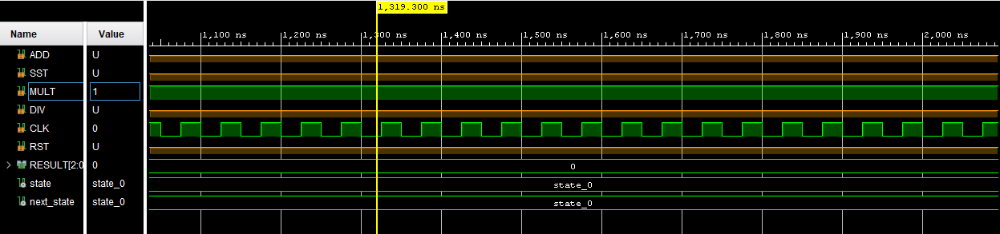 1,319.300 ns
Name Value
1,100 ns 1,200 ns 1,300 ns 1,400 ns 1,500 ns 1,600 ns 1,700 ns 1,800 ns 1,900 ns 2,000 ns
ADD U
SST U
MULT 1
DIV U
CLK 0
RST U
RESULT[2:0 0 0
state state_0 state_0
next_state state_0 state_0